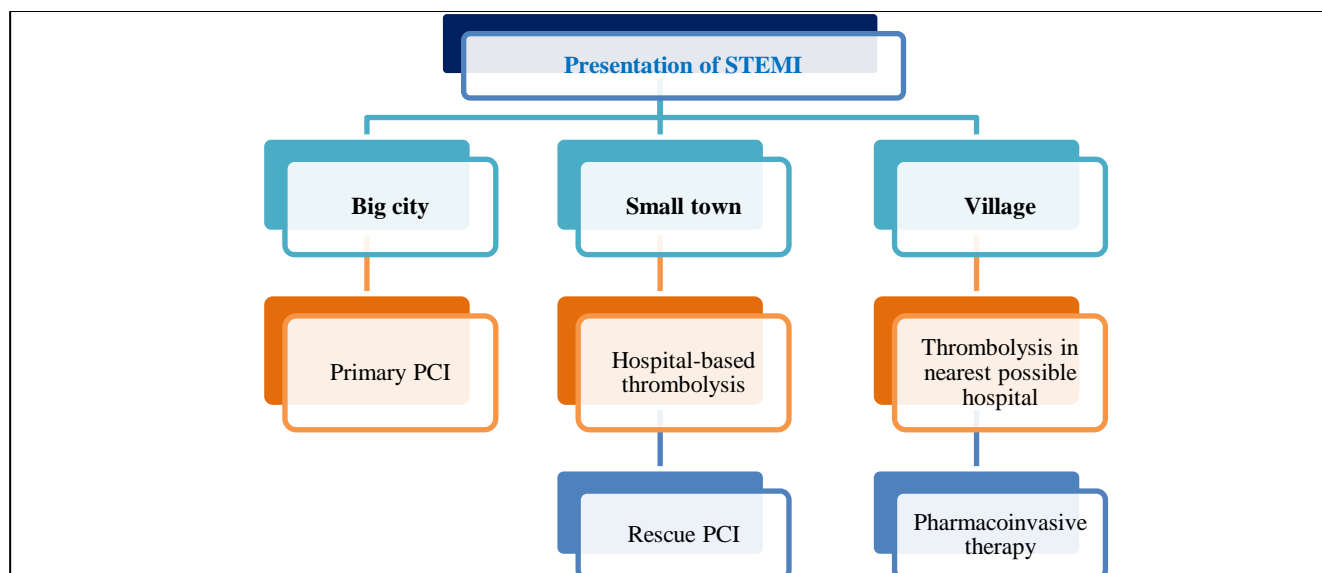 Presentation of STEMI
Big city
Small town
Village
Primary PCI
Hospital-based
thrombolysis
Thrombolysis in
nearest possible
hospital
Rescue PCI
Pharmacoinvasive
therapy